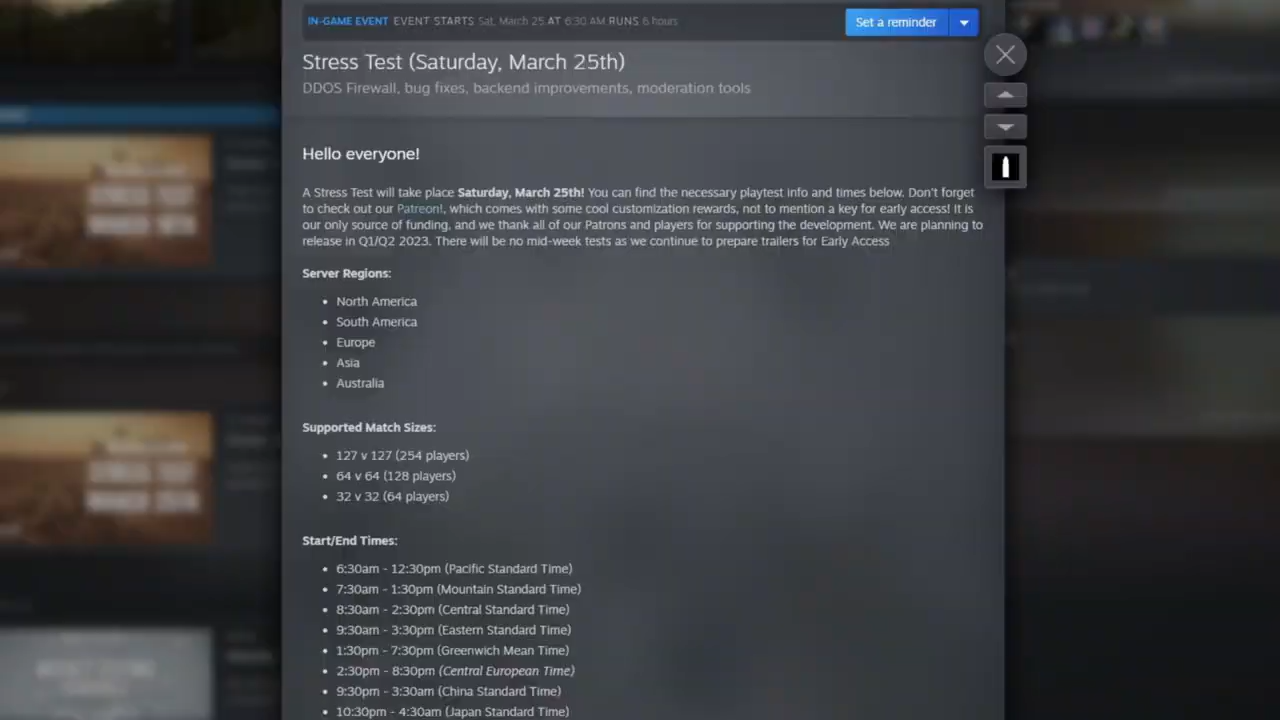 IN-GAME EVENT EVENT STARTS Sat, March 25 AT 6:30 AM RUNS 6 hours
Set a reminder
Stress Test (Saturday, March 25th)
DDOS Firewall, bug fixes, backend improvements, moderation tools
Hello everyone!
A Stress Test will take place Saturday, March 25th! You can find the necessary playtest info and times below. Don't forget
to check out our Patreon!, which comes with some cool customization rewards, not to mention a key for early access! It is
our only source of funding, and we thank all of our Patrons and players for supporting the development. We are planning to
release in Q1/Q2 2023. There will be no mid-week tests as we continue to prepare trailers for Early Access
Server Regions:
• North America
• South America
• Europe
• Asia
• Australia
Supported Match Sizes:
• 127 v 127 (254 players)
• 64 v 64 (128 players)
• 32 v 32 (64 players)
Start/End Times:
• 6:30am - 12:30pm (Pacific Standard Time)
• 7:30am - 1:30pm (Mountain Standard Time)
• 8:30am - 2:30pm (Central Standard Time)
• 9:30am - 3:30pm (Eastern Standard Time)
• 1:30pm - 7:30pm (Greenwich Mean Time)
• 2:30pm - 8:30pm (Central European Time)
• 9:30pm - 3:30am (China Standard Time)
• 10:30pm - 4:30am (Japan Standard Time)